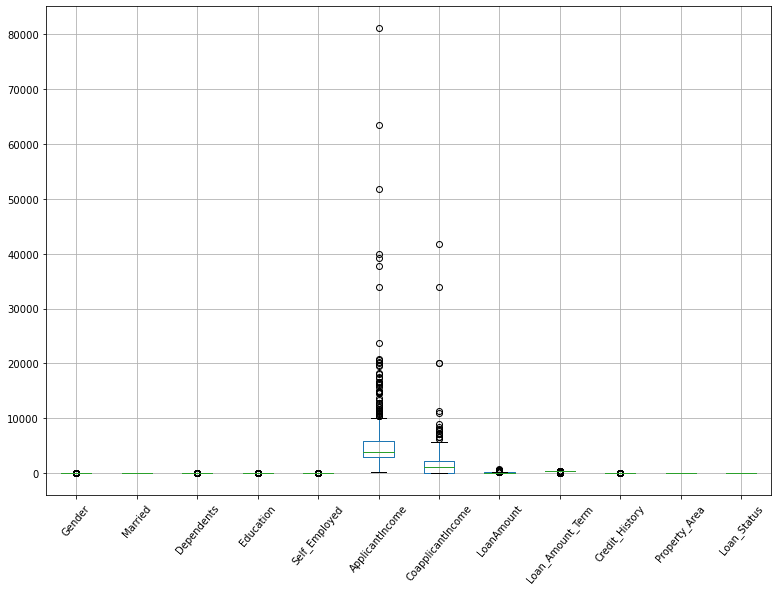 80000
70000
60000
50000
40000
30000
20000
10000
0
Gender
Married
Dependents
Education
Self_Employed
ApplicantIncome
CoapplicantIncome
LoanAmount
Loan_Amount_Term
Credit_History
Property_Area
Loan_Status